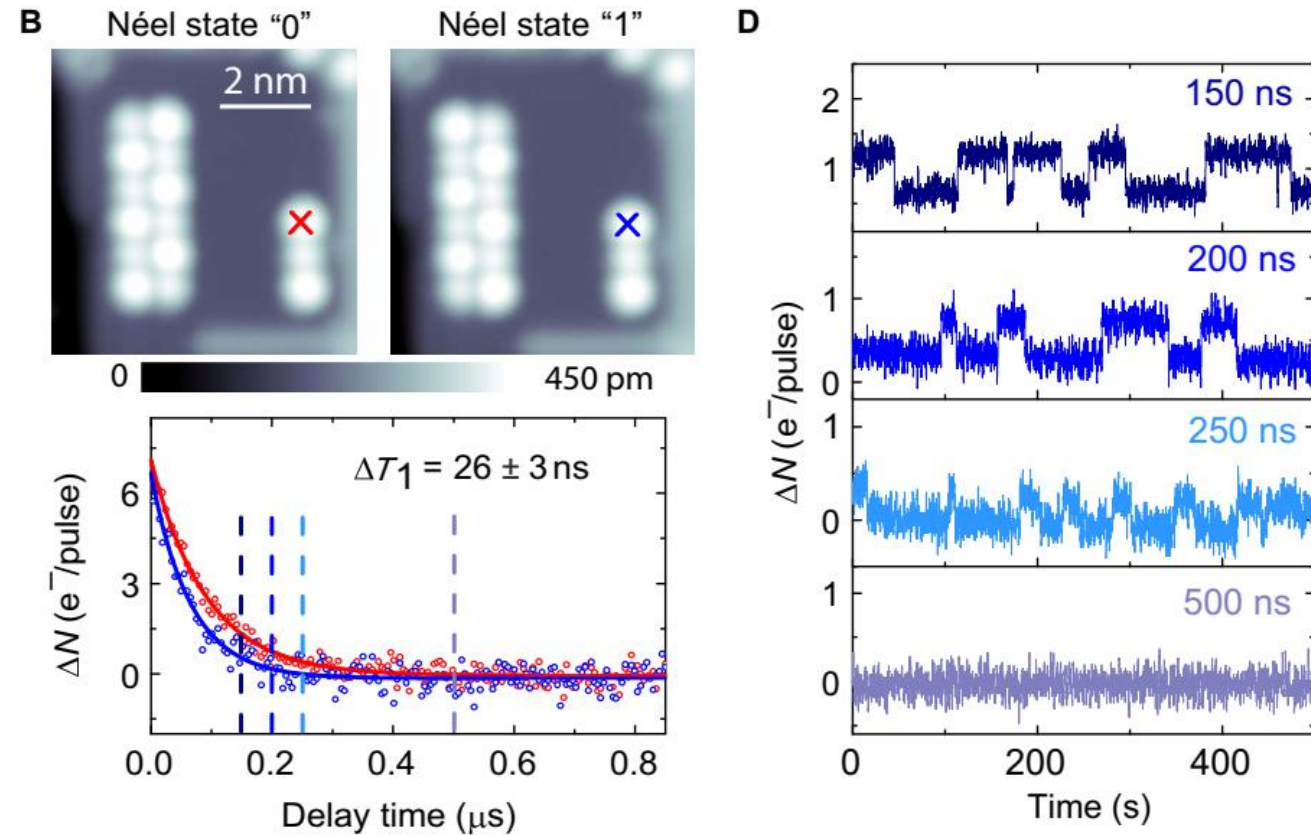 B
Néel state “0”
Néel state “1”
2 nm
0
450 pm
ΔN (e⁻/pulse)
6
3
0
ΔT1 = 26 ± 3 ns
0.0 0.2 0.4 0.6 0.8
Delay time (μs)
D
ΔN (e⁻/pulse)
2
1
150 ns
1
0
200 ns
1
0
250 ns
1
0
500 ns
0 200 400
Time (s)